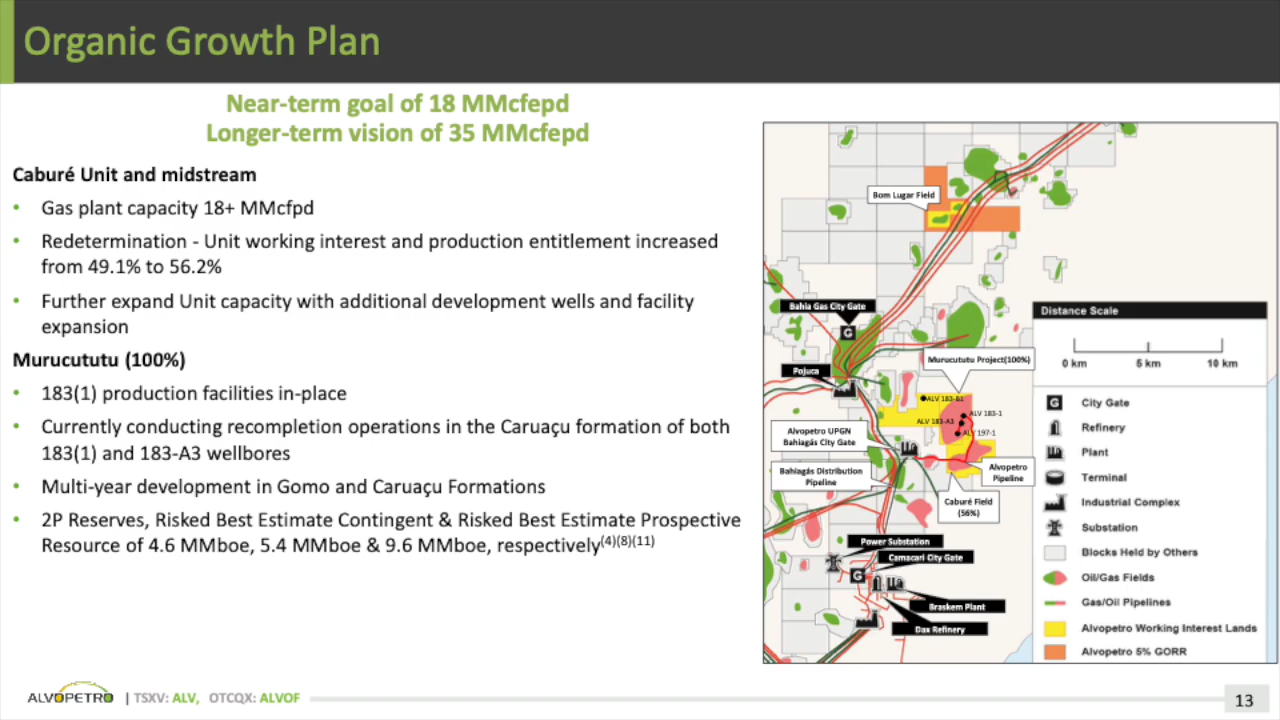 Organic Growth Plan
Near-term goal of 18 MMcfepd
Longer-term vision of 35 MMcfepd
Caburé Unit and midstream
• Gas plant capacity 18+ MMcfpd
• Redetermination - Unit working interest and production entitlement increased
from 49.1% to 56.2%
• Further expand Unit capacity with additional development wells and facility
expansion
Murucututu (100%)
• 183(1) production facilities in-place
• Currently conducting recompletion operations in the Caruaçu formation of both
183(1) and 183-A3 wellbores
• Multi-year development in Gomo and Caruaçu Formations
• 2P Reserves, Risked Best Estimate Contingent & Risked Best Estimate Prospective
Resource of 4.6 MMboe, 5.4 MMboe & 9.6 MMboe, respectively(4)(8)(11)
Bom Lugar Field
Bahia Gas City Gate
G
Pojuca
Murucututu Project(100%)
ALV 183-B1
ALV 183-1
ALV 183-A3
ALV 197-1
Alvopetro UPGN
Bahiagás City Gate
Bahiagás Distribution
Pipeline
Alvopetro
Pipeline
Caburé Field
(56%)
Power Substation
Camacari City Gate
G
Braskem Plant
Dax Refinery
Distance Scale
0 km 5 km 10 km
G City Gate
Refinery
Plant
Terminal
Industrial Complex
Substation
Blocks Held by Others
Oil/Gas Fields
Gas/Oil Pipelines
Alvopetro Working Interest Lands
Alvopetro 5% GORR
ALVOPETRO | TSXV: ALV, OTCQX: ALVOF
13